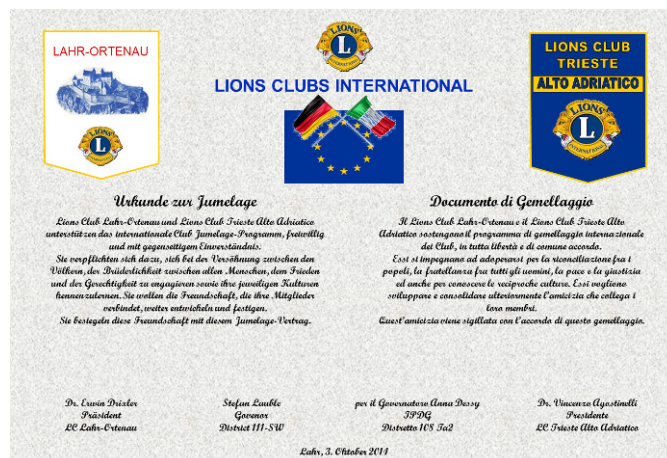 LAHR-ORTENAU
LIONS
L
INTERNATIONAL
LIONS
L
INTERNATIONAL
LIONS CLUBS INTERNATIONAL
LIONS CLUB
TRIESTE
ALTO ADRIATICO
LIONS
L
INTERNATIONAL
Urkunde zur Jumelage
Lions Club Lahr-Ortenau und Lions Club Trieste Alto Adriatico
unterstützen das internationale Club Jumelage-Programm, freiwillig
und mit gegenseitigem Einverständnis.
Sie verpflichten sich dazu, sich bei der Versöhnung zwischen den
Völkern, der Brüderlichkeit zwischen allen Menschen, dem Frieden
und der Gerechtigkeit zu engagieren sowie ihre jeweiligen Kulturen
kennenzulernen. Sie wollen die Freundschaft, die ihre Mitglieder
verbindet, weiter entwickeln und festigen.
Sie besiegeln diese Freundschaft mit diesem Jumelage-Vertrag.
Documento di Gemellaggio
Il Lions Club Lahr-Ortenau e il Lions Club Trieste Alto
Adriatico sostengono il programma di gemellaggio internazionale
dei Club, in tutta libertà e di comune accordo.
Essi si impegnano ad adoperarsi per la riconciliazione fra i
popoli, la fratellanza fra tutti gli uomini, la pace e la giustizia
ed anche per conoscere le reciproche culture. Essi vogliono
sviluppare e consolidare ulteriormente l'amicizia che collega i
loro membri.
Quest'amicizia viene sigillata con l'accordo di questo gemellaggio.
Dr. Erwin Drixler
Präsident
LC Lahr-Ortenau
Stefan Lauble
Govenor
District 111-SW
per il Governatore Anna Dessy
IPDG
Distretto 108 Ta2
Dr. Vincenzo Agostinelli
Presidente
LC Trieste Alto Adriatico
Lahr, 3. Oktober 2014